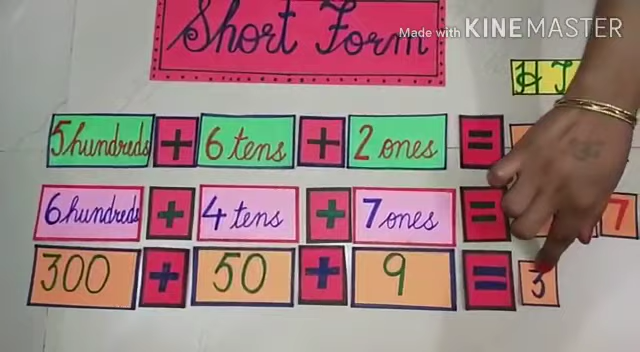 Made with KINEMASTER
Short Form
H T
5 hundreds + 6 tens + 2 ones =
6 hundreds + 4 tens + 7 ones = 7
300 + 50 + 9 = 3